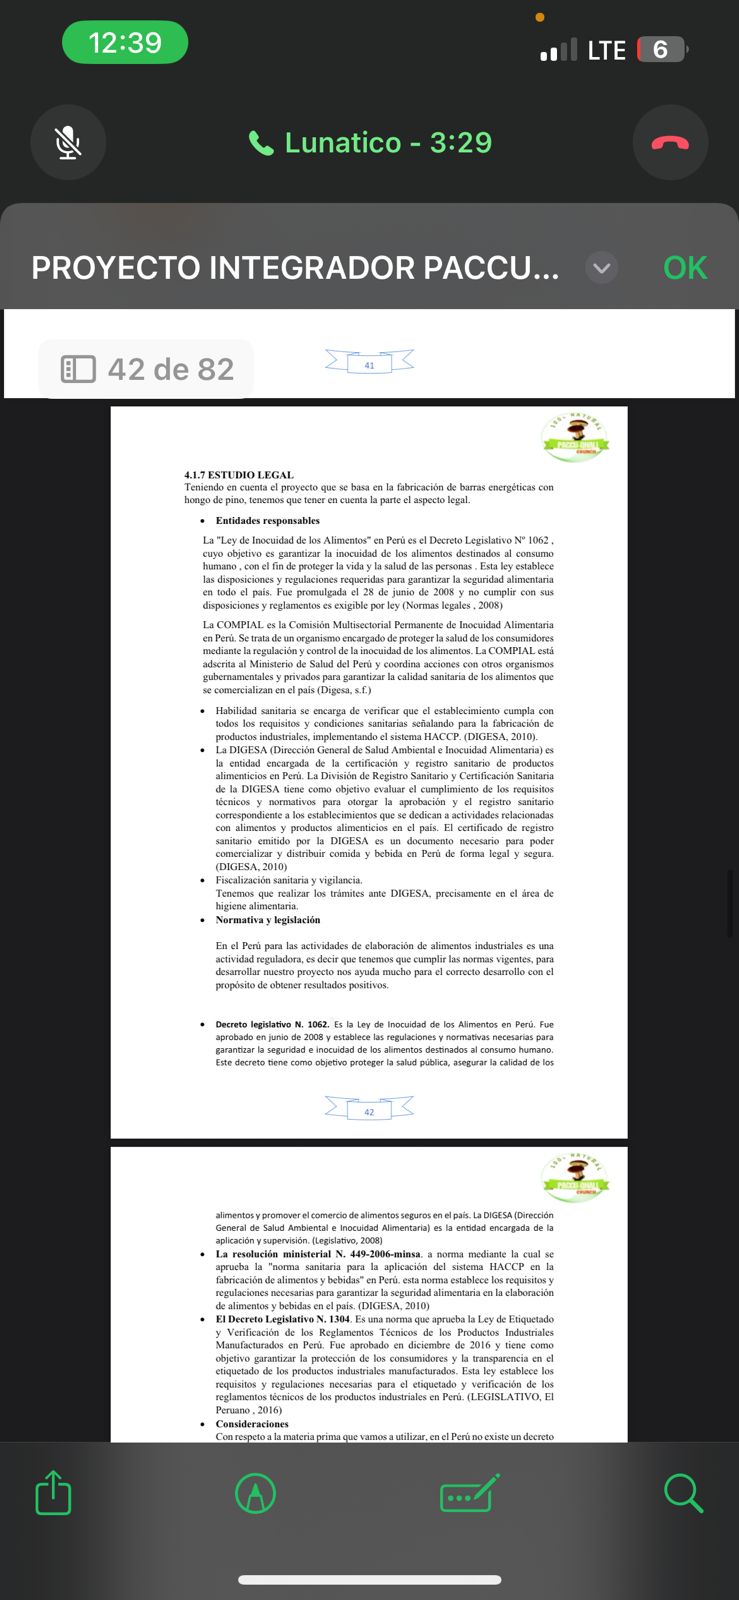 12:39
LTE 6
Lunatico - 3:29
PROYECTO INTEGRADOR PACCU...
OK
42 de 82
41
100% NATURAL
PACCU-QHALI
CRUNCH
4.1.7 ESTUDIO LEGAL
Teniendo en cuenta el proyecto que se basa en la fabricación de barras energéticas con
hongo de pino, tenemos que tener en cuenta la parte el aspecto legal.
• Entidades responsables
La "Ley de Inocuidad de los Alimentos" en Perú es el Decreto Legislativo Nº 1062 ,
cuyo objetivo es garantizar la inocuidad de los alimentos destinados al consumo
humano , con el fin de proteger la vida y la salud de las personas . Esta ley establece
las disposiciones y regulaciones requeridas para garantizar la seguridad alimentaria
en todo el país. Fue promulgada el 28 de junio de 2008 y no cumplir con sus
disposiciones y reglamentos es exigible por ley (Normas legales , 2008)
La COMPIAL es la Comisión Multisectorial Permanente de Inocuidad Alimentaria
en Perú. Se trata de un organismo encargado de proteger la salud de los consumidores
mediante la regulación y control de la inocuidad de los alimentos. La COMPIAL está
adscrita al Ministerio de Salud del Perú y coordina acciones con otros organismos
gubernamentales y privados para garantizar la calidad sanitaria de los alimentos que
se comercializan en el país (Digesa, s.f.)
• Habilidad sanitaria se encarga de verificar que el establecimiento cumpla con
todos los requisitos y condiciones sanitarias señalando para la fabricación de
productos industriales, implementando el sistema HACCP. (DIGESA, 2010).
• La DIGESA (Dirección General de Salud Ambiental e Inocuidad Alimentaria) es
la entidad encargada de la certificación y registro sanitario de productos
alimenticios en Perú. La División de Registro Sanitario y Certificación Sanitaria
de la DIGESA tiene como objetivo evaluar el cumplimiento de los requisitos
técnicos y normativos para otorgar la aprobación y el registro sanitario
correspondiente a los establecimientos que se dedican a actividades relacionadas
con alimentos y productos alimenticios en el país. El certificado de registro
sanitario emitido por la DIGESA es un documento necesario para poder
comercializar y distribuir comida y bebida en Perú de forma legal y segura.
(DIGESA, 2010)
• Fiscalización sanitaria y vigilancia.
Tenemos que realizar los trámites ante DIGESA, precisamente en el área de
higiene alimentaria.
• Normativa y legislación
En el Perú para las actividades de elaboración de alimentos industriales es una
actividad reguladora, es decir que tenemos que cumplir las normas vigentes, para
desarrollar nuestro proyecto nos ayuda mucho para el correcto desarrollo con el
propósito de obtener resultados positivos.
• Decreto legislativo N. 1062. Es la Ley de Inocuidad de los Alimentos en Perú. Fue
aprobado en junio de 2008 y establece las regulaciones y normativas necesarias para
garantizar la seguridad e inocuidad de los alimentos destinados al consumo humano.
Este decreto tiene como objetivo proteger la salud pública, asegurar la calidad de los
42
100% NATURAL
PACCU-QHALI
CRUNCH
alimentos y promover el comercio de alimentos seguros en el país. La DIGESA (Dirección
General de Salud Ambiental e Inocuidad Alimentaria) es la entidad encargada de la
aplicación y supervisión. (Legislativo, 2008)
• La resolución ministerial N. 449-2006-minsa. a norma mediante la cual se
aprueba la "norma sanitaria para la aplicación del sistema HACCP en la
fabricación de alimentos y bebidas" en Perú. esta norma establece los requisitos y
regulaciones necesarias para garantizar la seguridad alimentaria en la elaboración
de alimentos y bebidas en el país. (DIGESA, 2010)
• El Decreto Legislativo N. 1304. Es una norma que aprueba la Ley de Etiquetado
y Verificación de los Reglamentos Técnicos de los Productos Industriales
Manufacturados en Perú. Fue aprobado en diciembre de 2016 y tiene como
objetivo garantizar la protección de los consumidores y la transparencia en el
etiquetado de los productos industriales manufacturados. Esta ley establece los
requisitos y regulaciones necesarias para el etiquetado y verificación de los
reglamentos técnicos de los productos industriales en Perú. (LEGISLATIVO, El
Peruano , 2016)
• Consideraciones
Con respeto a la materia prima que vamos a utilizar, en el Perú no existe un decreto